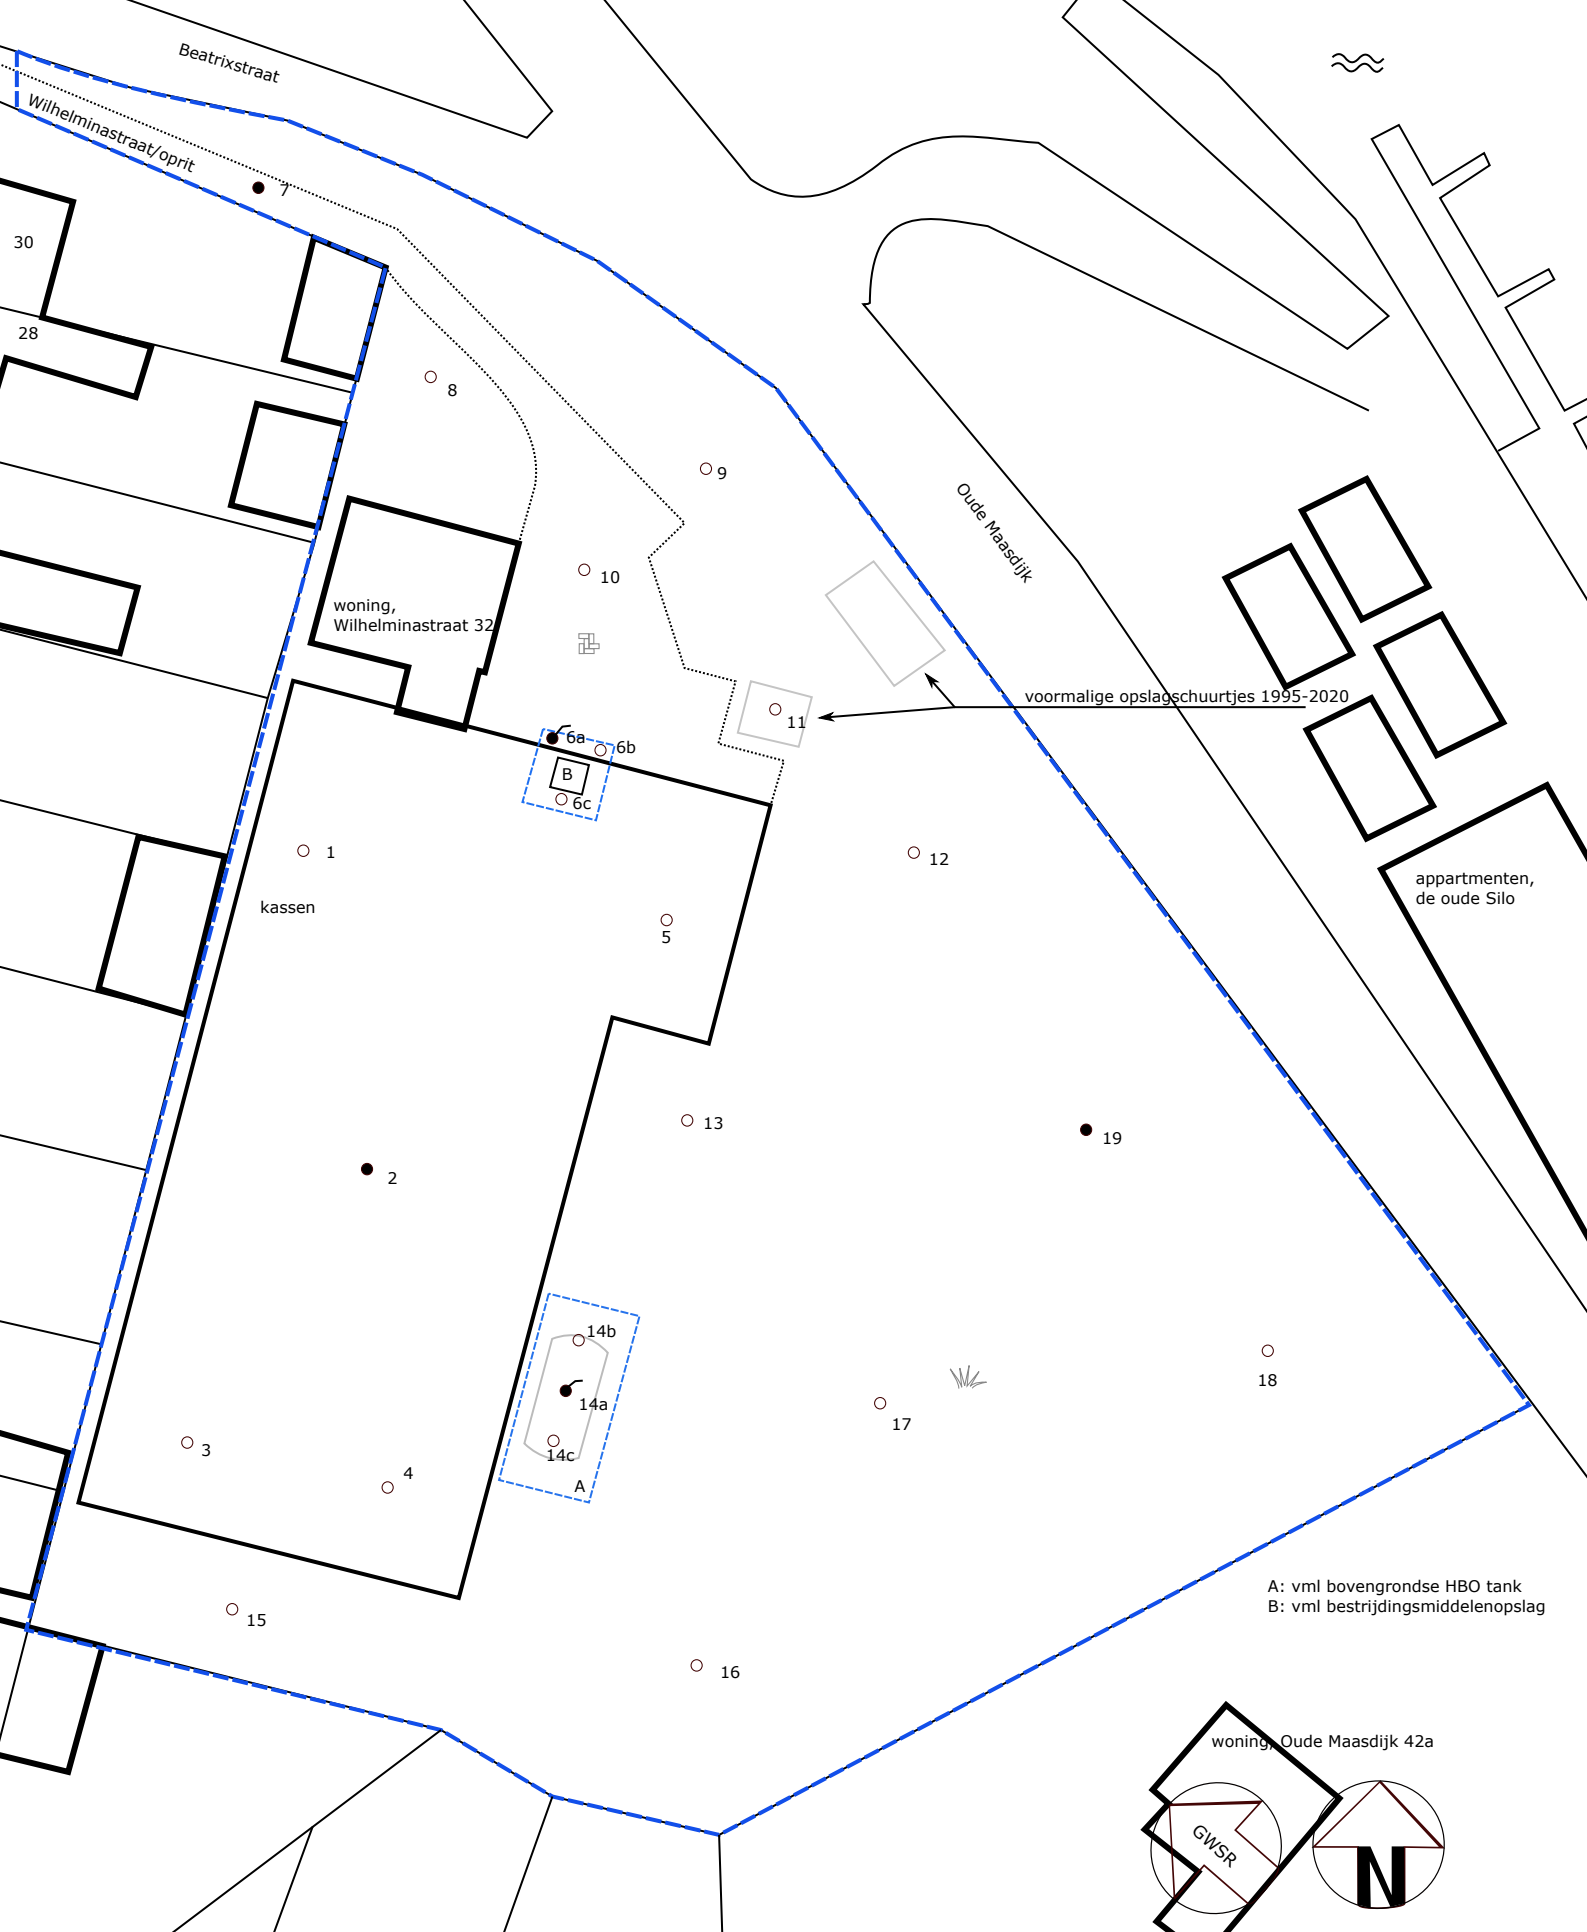 Beatrixstraat
Wilhelminastraat/oprit
7
30
28
8
9
Oude Maasdijk
10
woning,
Wilhelminastraat 32
voormalige opslagschuurtjes 1995-2020
11
6a
6b
B
6c
1
12
appartmenten,
de oude Silo
kassen
5
13
19
2
14b
18
14a
17
3
14c
4
A
A: vml bovengrondse HBO tank
B: vml bestrijdingsmiddelenopslag
15
16
woning, Oude Maasdijk 42a
GWSR
N